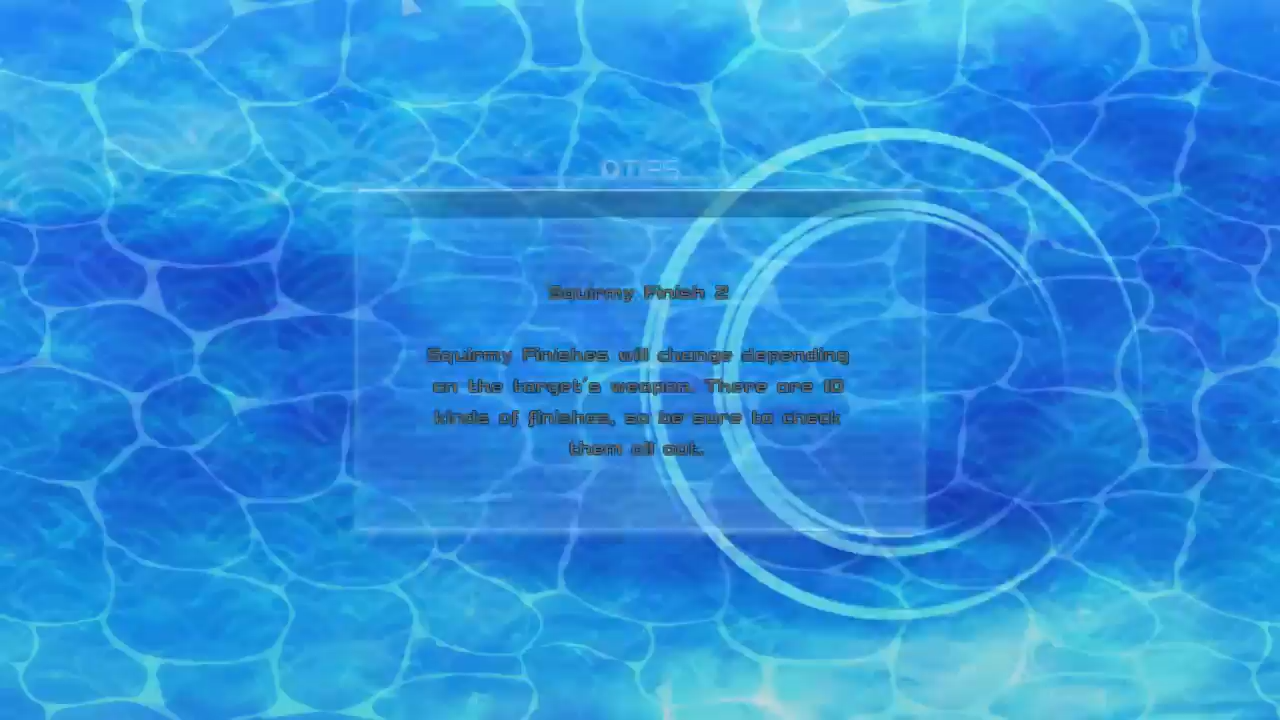 TIPS
Squirmy Finish 2
Squirmy Finishes will change depending
on the target's weapon. There are 10
kinds of finishes, so be sure to check
them all out.